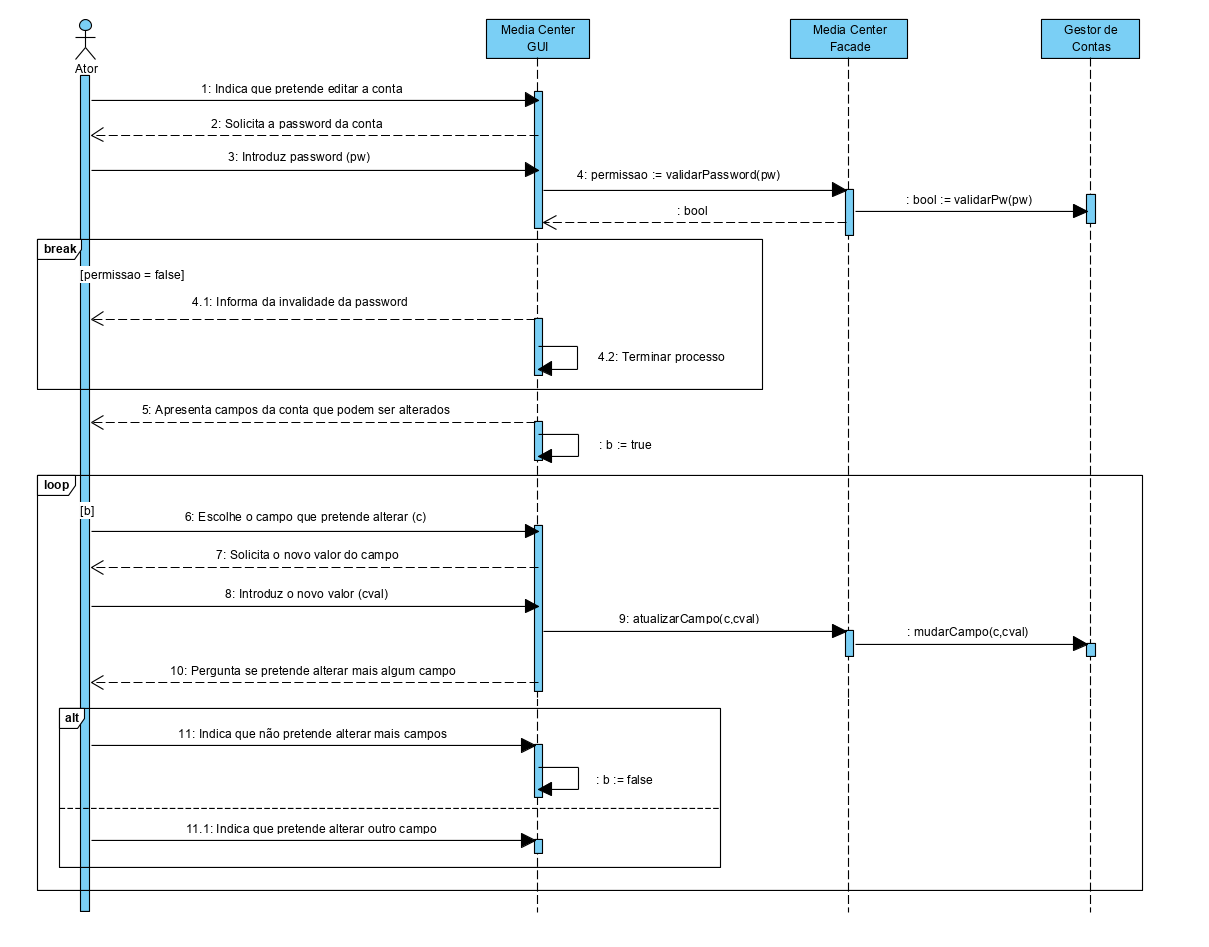 Ator
Media Center
GUI
Media Center
Facade
Gestor de
Contas
1: Indica que pretende editar a conta
2: Solicita a password da conta
3: Introduz password (pw)
4: permissao := validarPassword(pw)
: bool := validarPw(pw)
: bool
break
[permissao = false]
4.1: Informa da invalidade da password
4.2: Terminar processo
5: Apresenta campos da conta que podem ser alterados
: b := true
loop
[b]
6: Escolhe o campo que pretende alterar (c)
7: Solicita o novo valor do campo
8: Introduz o novo valor (cval)
9: atualizarCampo(c,cval)
: mudarCampo(c,cval)
10: Pergunta se pretende alterar mais algum campo
alt
11: Indica que não pretende alterar mais campos
: b := false
11.1: Indica que pretende alterar outro campo